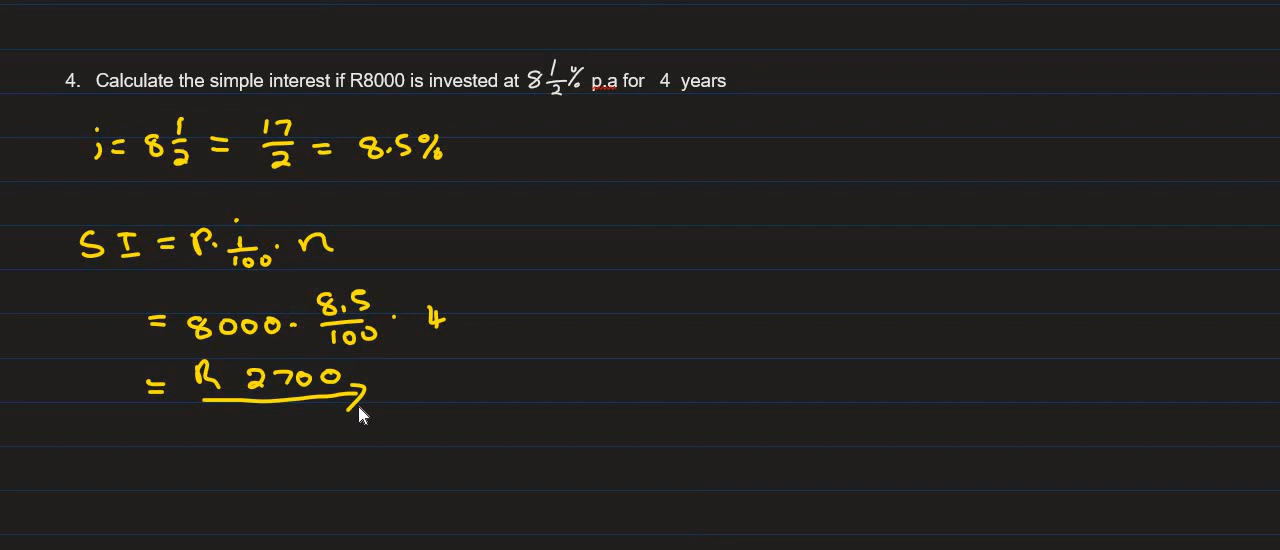 4. Calculate the simple interest if R8000 is invested at 8 1/2 % p.a for 4 years
i = 8 1/2 = 17/2 = 8.5%
SI = P. i/100 . n
= 8000 . 8.5/100 . 4
= R 2700